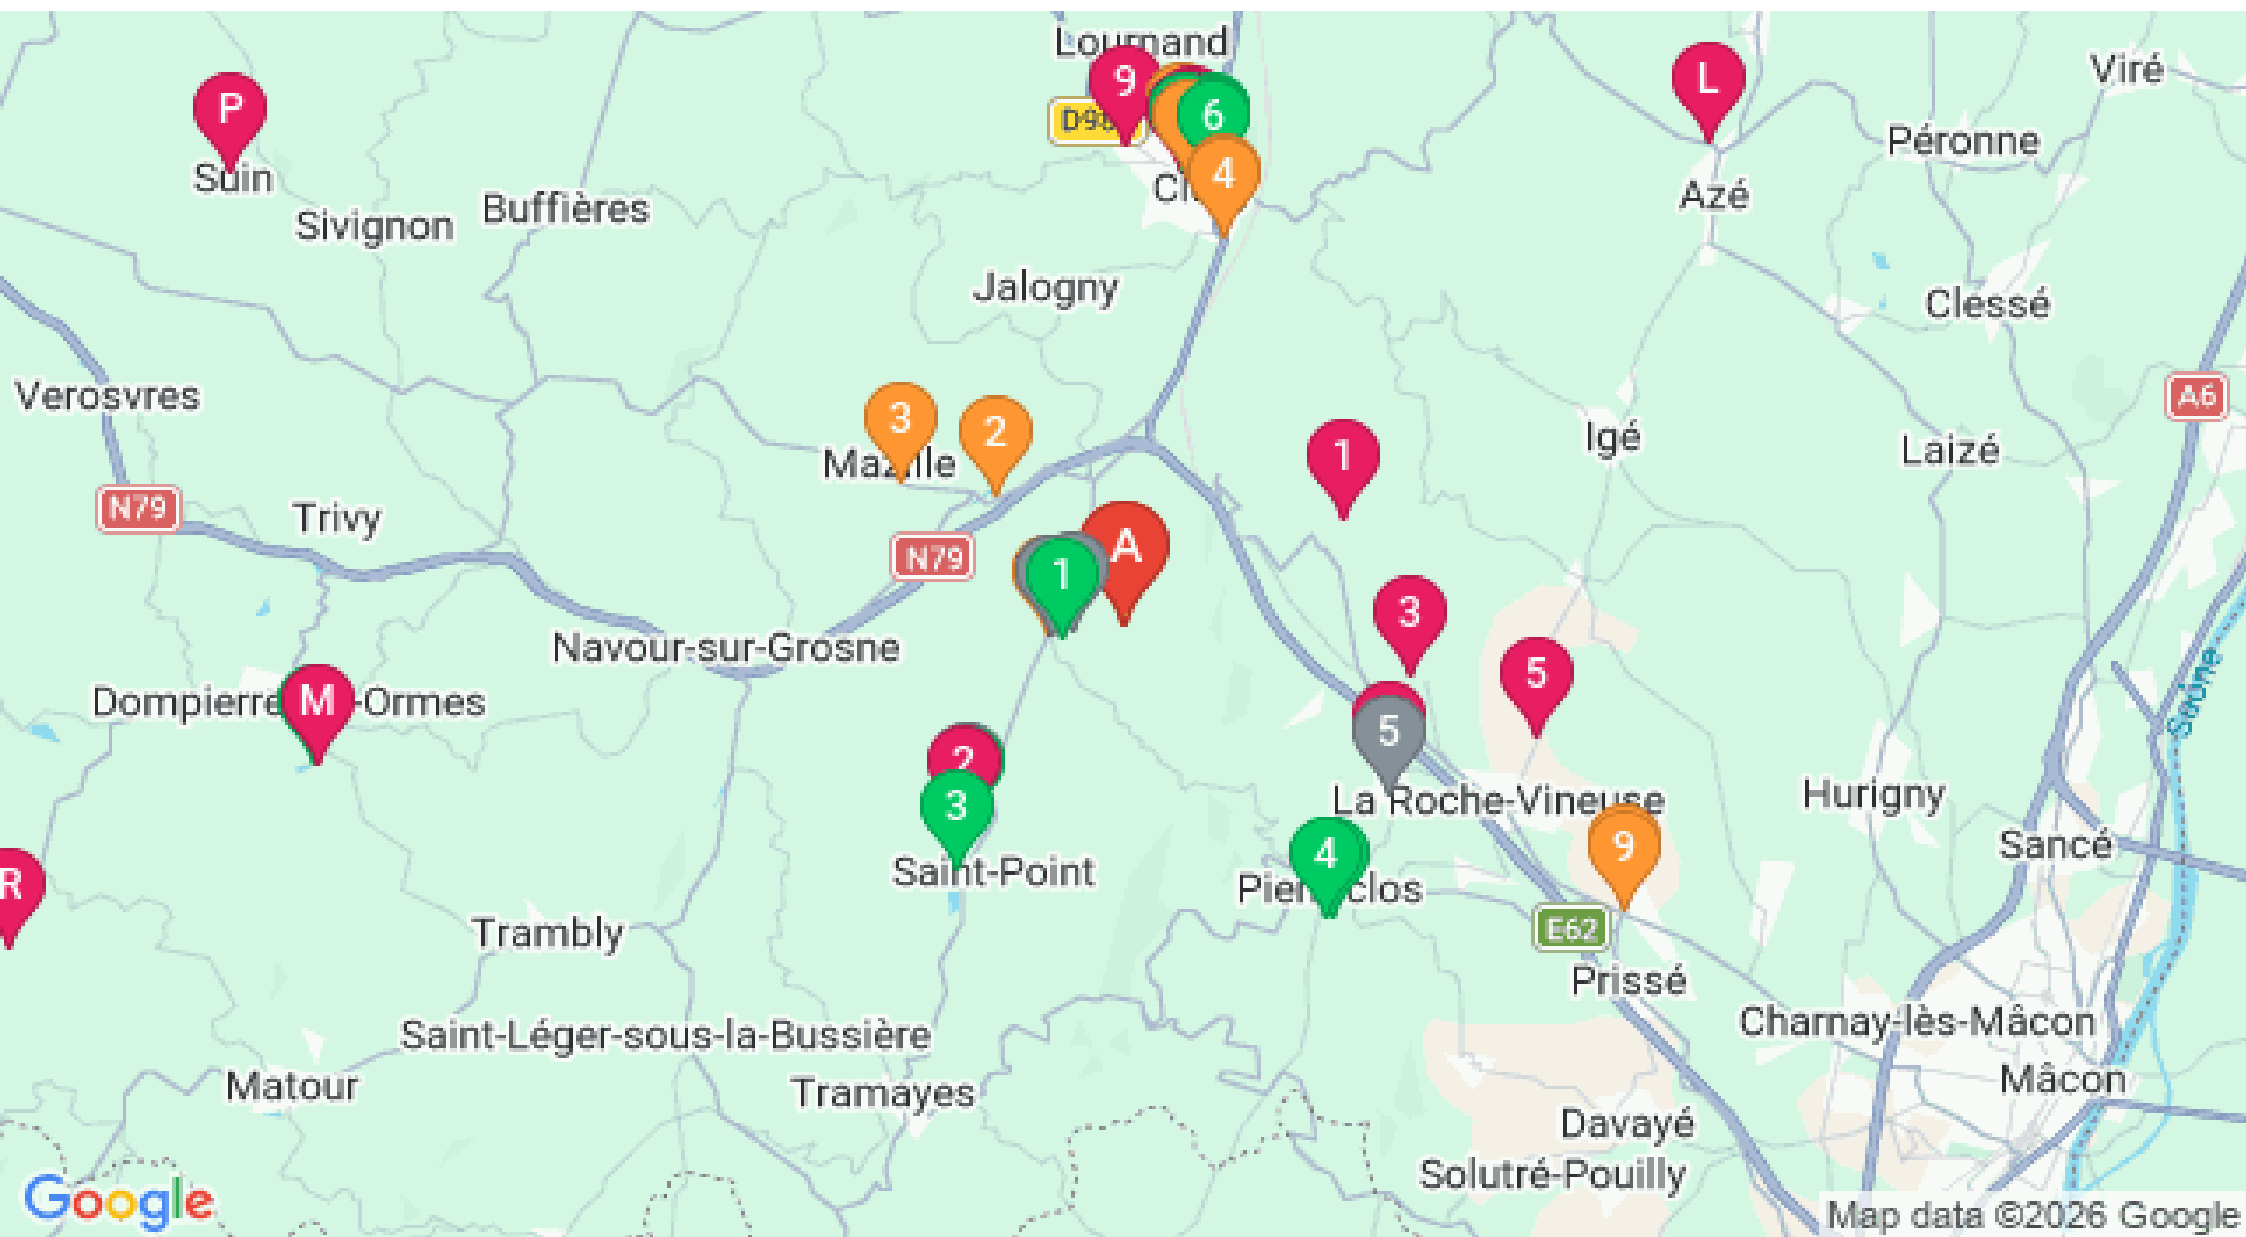 Lournand
Viré
9
L
P
6
D98
Péronne
4
Suin
Azé
Buffières
Sivignon
Jalogny
Clessé
Verosvres
A6
3
2
1
Igé
Mazille
Laizé
N79
Trivy
A
N79
1
3
Navour-sur-Grosne
5
Saône
Dompierre
M
-Ormes
5
2
3
La Roche-Vineuse
Hurigny
9
Sancé
4
R
Saint-Point
Pierreclos
Trambly
E62
Prissé
Saint-Léger-sous-la-Bussière
Charnay-lès-Mâcon
Matour
Tramayes
Mâcon
Davayé
Solutré-Pouilly
Google
Map data ©2026 Google